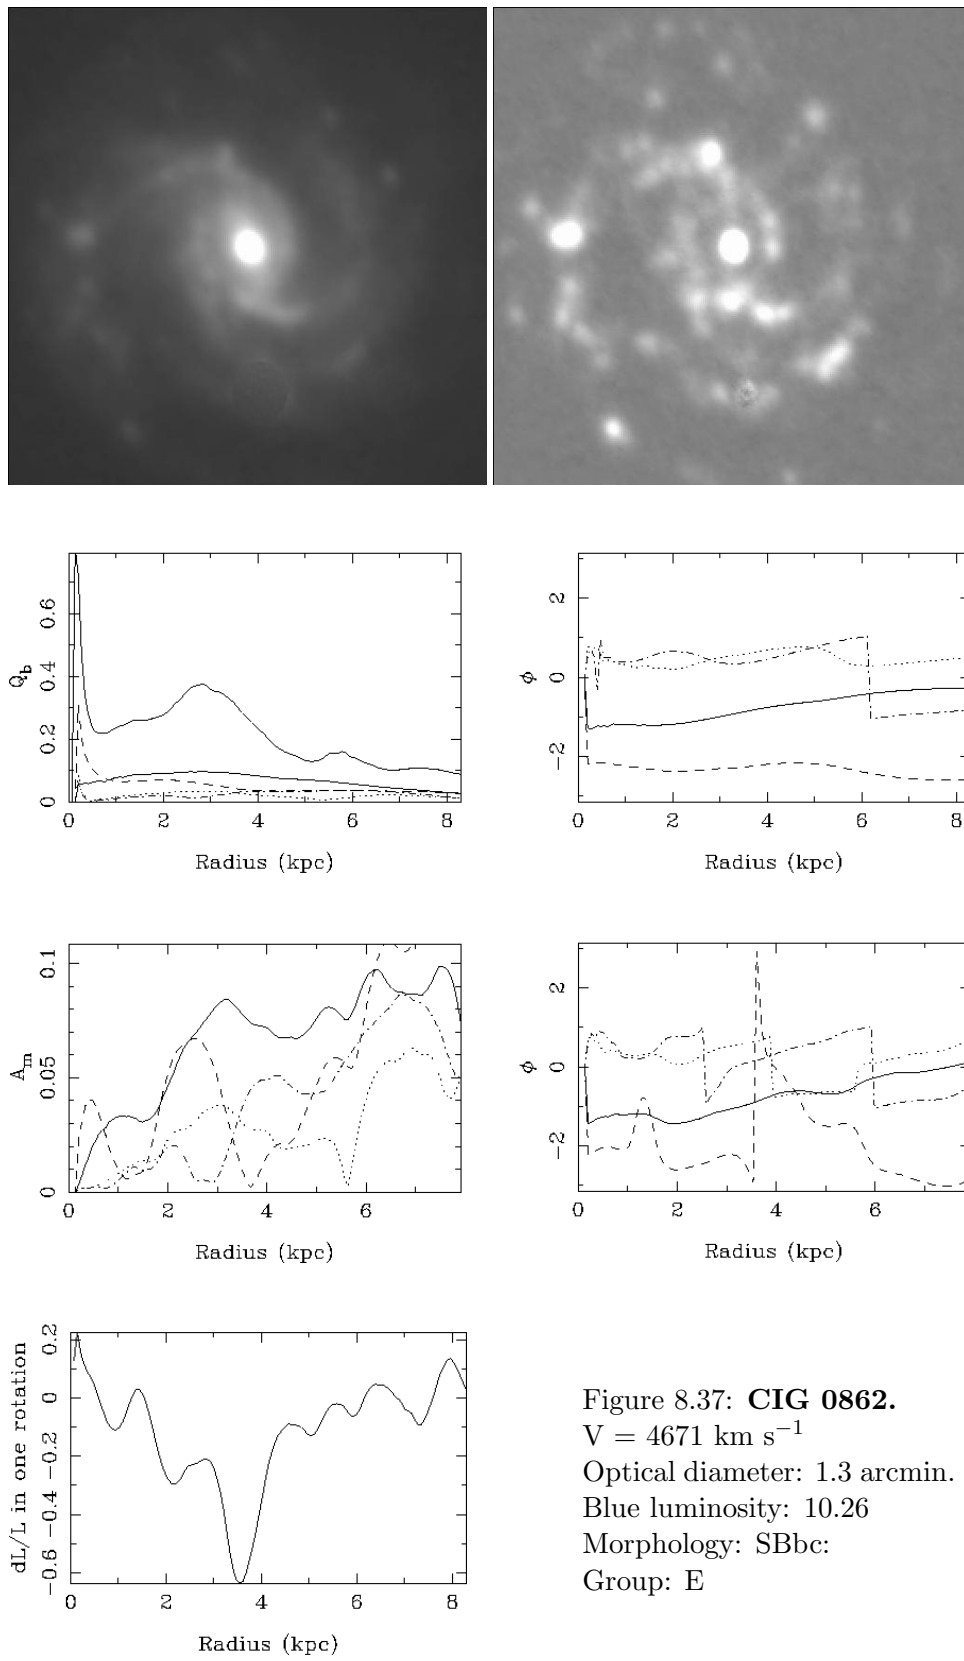 0.6
0.4
0.2
0
Q_b
0 2 4 6 8
Radius (kpc)
2
0
−2
ϕ
0 2 4 6 8
Radius (kpc)
0.1
0.05
0
A_m
0 2 4 6
Radius (kpc)
2
0
−2
ϕ
0 2 4 6
Radius (kpc)
0.2
0
−0.2
−0.4
−0.6
dL/L in one rotation
0 2 4 6 8
Radius (kpc)
Figure 8.37: CIG 0862.
V = 4671 km s⁻¹
Optical diameter: 1.3 arcmin.
Blue luminosity: 10.26
Morphology: SBbc:
Group: E